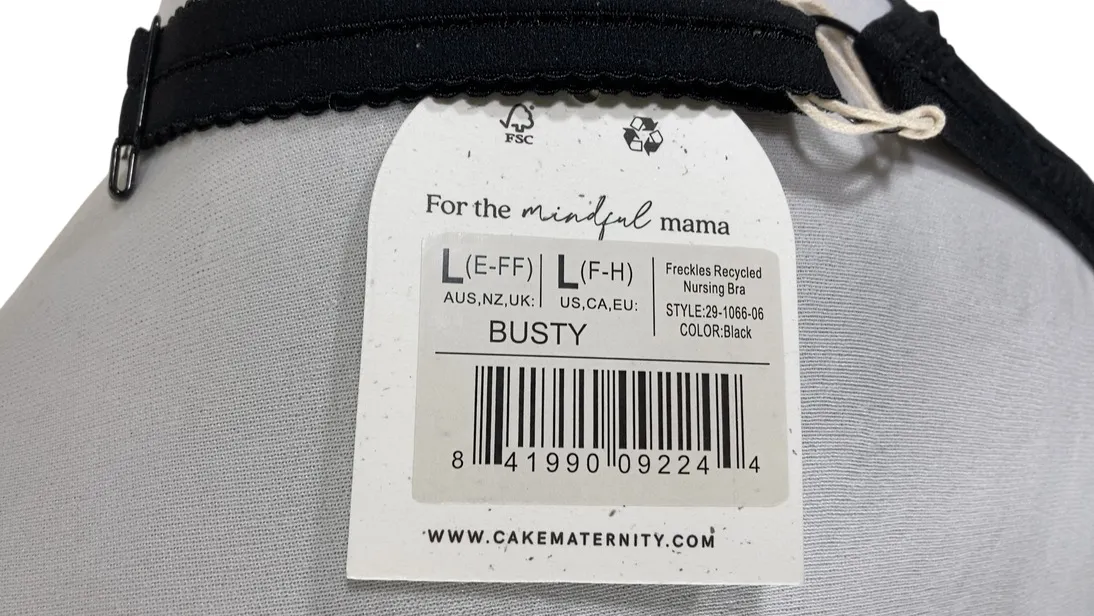 FSC
For the mindful mama
L(E-FF) L(F-H)
AUS,NZ,UK: US,CA,EU:
BUSTY
Freckles Recycled
Nursing Bra
STYLE:29-1066-06
COLOR:Black
8 41990 09224 4
WWW.CAKEMATERNITY.COM